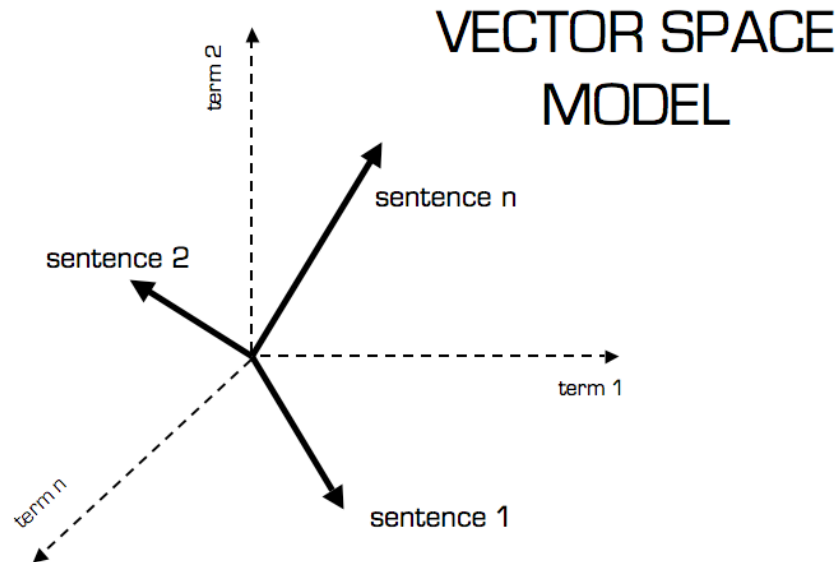 VECTOR SPACE
MODEL
term 2
sentence n
sentence 2
term 1
term n
sentence 1